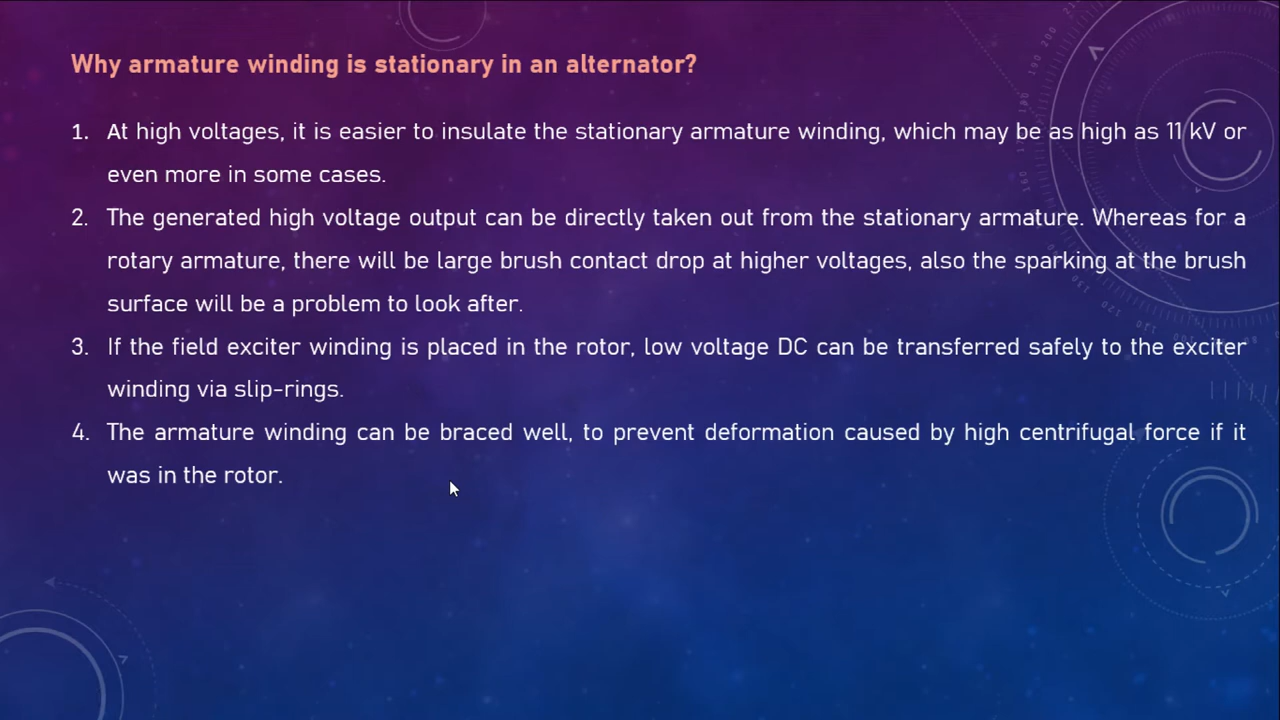 Why armature winding is stationary in an alternator?
1. At high voltages, it is easier to insulate the stationary armature winding, which may be as high as 11 kV or
even more in some cases.
2. The generated high voltage output can be directly taken out from the stationary armature. Whereas for a
rotary armature, there will be large brush contact drop at higher voltages, also the sparking at the brush
surface will be a problem to look after.
3. If the field exciter winding is placed in the rotor, low voltage DC can be transferred safely to the exciter
winding via slip-rings.
4. The armature winding can be braced well, to prevent deformation caused by high centrifugal force if it
was in the rotor.